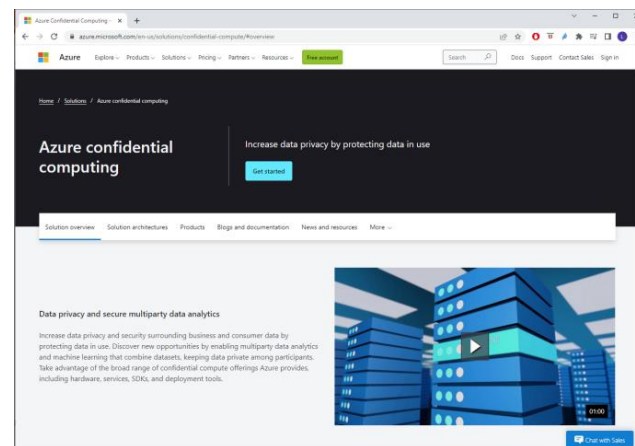 Azure Confidential Computing -
azure.microsoft.com/en-us/solutions/confidential-compute/#overview
Azure Explore Products Solutions Pricing Partners Resources Free account Search Docs Support Contact Sales Sign in
Home / Solutions / Azure confidential computing
Azure confidential
computing
Increase data privacy by protecting data in use
Get started
Solution overview Solution architectures Products Blogs and documentation News and resources More
Data privacy and secure multiparty data analytics
Increase data privacy and security surrounding business and consumer data by
protecting data in use. Discover new opportunities by enabling multiparty data analytics
and machine learning that combine datasets, keeping data private among participants.
Take advantage of the broad range of confidential compute offerings Azure provides,
including hardware, services, SDKs, and deployment tools.
01:00
Chat with Sales